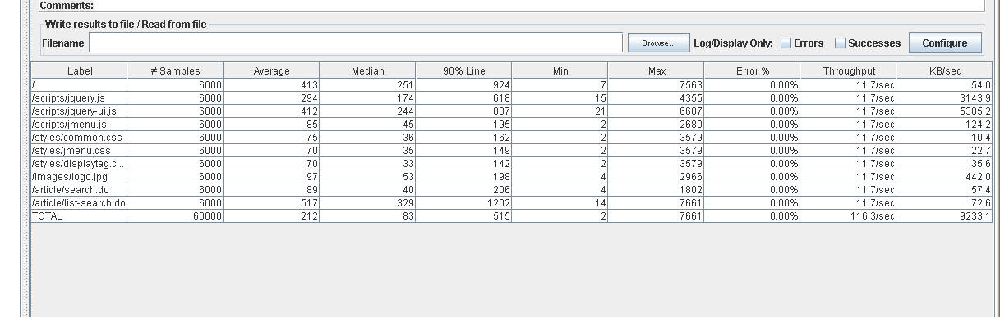 Comments:
Write results to file / Read from file
Filename Browse... Log/Display Only: Errors Successes Configure
Label # Samples Average Median 90% Line Min Max Error % Throughput KB/sec
/ 6000 413 251 924 7 7563 0.00% 11.7/sec 54.0
/scripts/jquery.js 6000 294 174 618 15 4355 0.00% 11.7/sec 3143.9
/scripts/jquery-ui.js 6000 412 244 837 21 6687 0.00% 11.7/sec 5305.2
/scripts/jmenu.js 6000 85 45 195 2 2680 0.00% 11.7/sec 124.2
/styles/common.css 6000 75 36 162 2 3579 0.00% 11.7/sec 10.4
/styles/jmenu.css 6000 70 35 149 2 3579 0.00% 11.7/sec 22.7
/styles/displaytag.c... 6000 70 33 142 2 3579 0.00% 11.7/sec 35.6
/images/logo.jpg 6000 97 53 198 4 2966 0.00% 11.7/sec 442.0
/article/search.do 6000 89 40 206 4 1802 0.00% 11.7/sec 57.4
/article/list-search.do 6000 517 329 1202 14 7661 0.00% 11.7/sec 72.6
TOTAL 60000 212 83 515 2 7661 0.00% 116.3/sec 9233.1